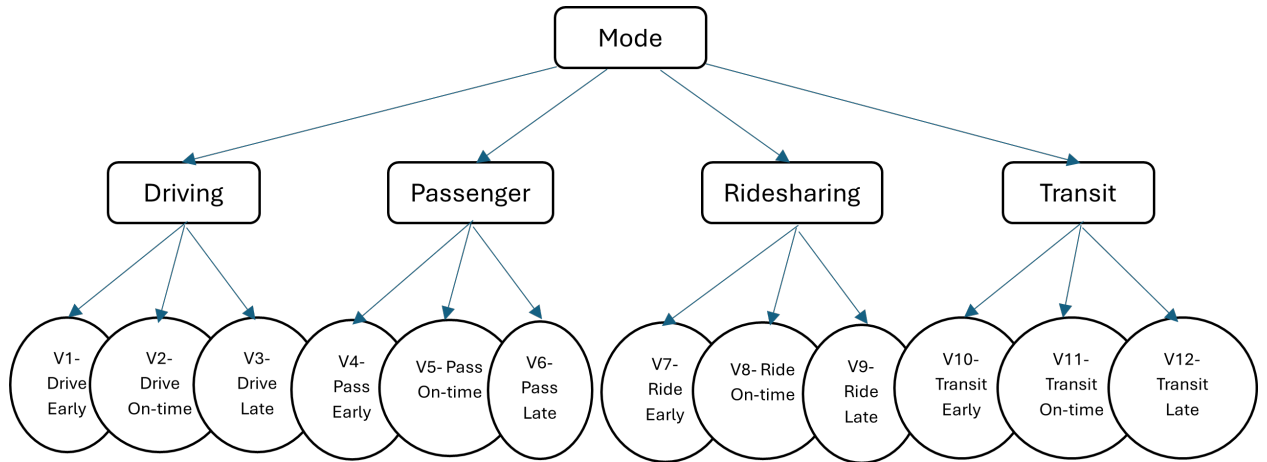 Mode
Driving
Passenger
Ridesharing
Transit
V1-
Drive
Early
V2-
Drive
On-time
V3-
Drive
Late
V4-
Pass
Early
V5- Pass
On-time
V6-
Pass
Late
V7-
Ride
Early
V8- Ride
On-time
V9-
Ride
Late
V10-
Transit
Early
V11-
Transit
On-time
V12-
Transit
Late